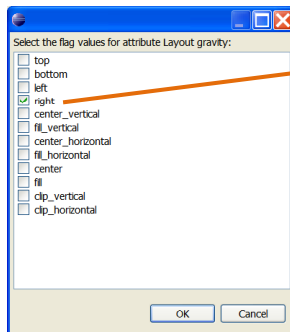 Select the flag values for attribute Layout gravity:
top
bottom
left
right
center_vertical
fill_vertical
center_horizontal
fill_horizontal
center
fill
clip_vertical
clip_horizontal
OK Cancel